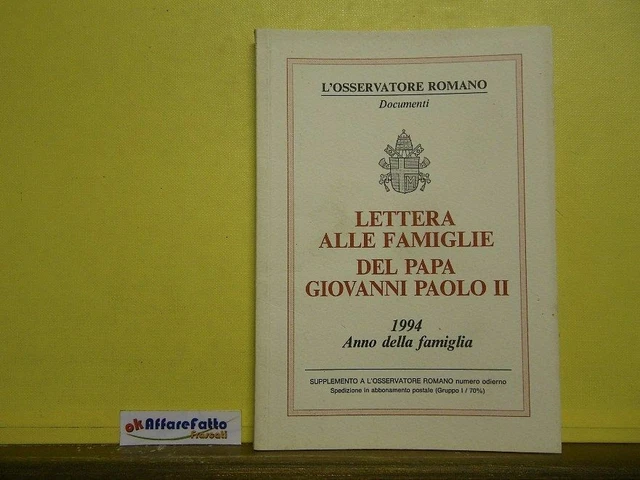 L'OSSERVATORE ROMANO
Documenti
LETTERA
ALLE FAMIGLIE
DEL PAPA
GIOVANNI PAOLO II
1994
Anno della famiglia
SUPPLEMENTO A L'OSSERVATORE ROMANO numero odierno
Spedizione in abbonamento postale (Gruppo I / 70%)
okAffareFatto
Frascati